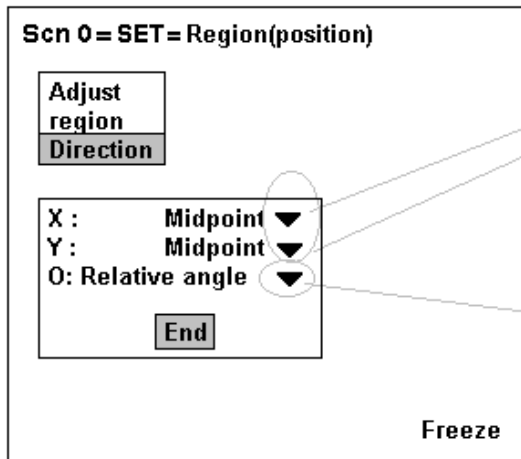 Scn 0=SET=Region(position)
Adjust
region
Direction
X : Midpoint
Y : Midpoint
O: Relative angle
End
Freeze